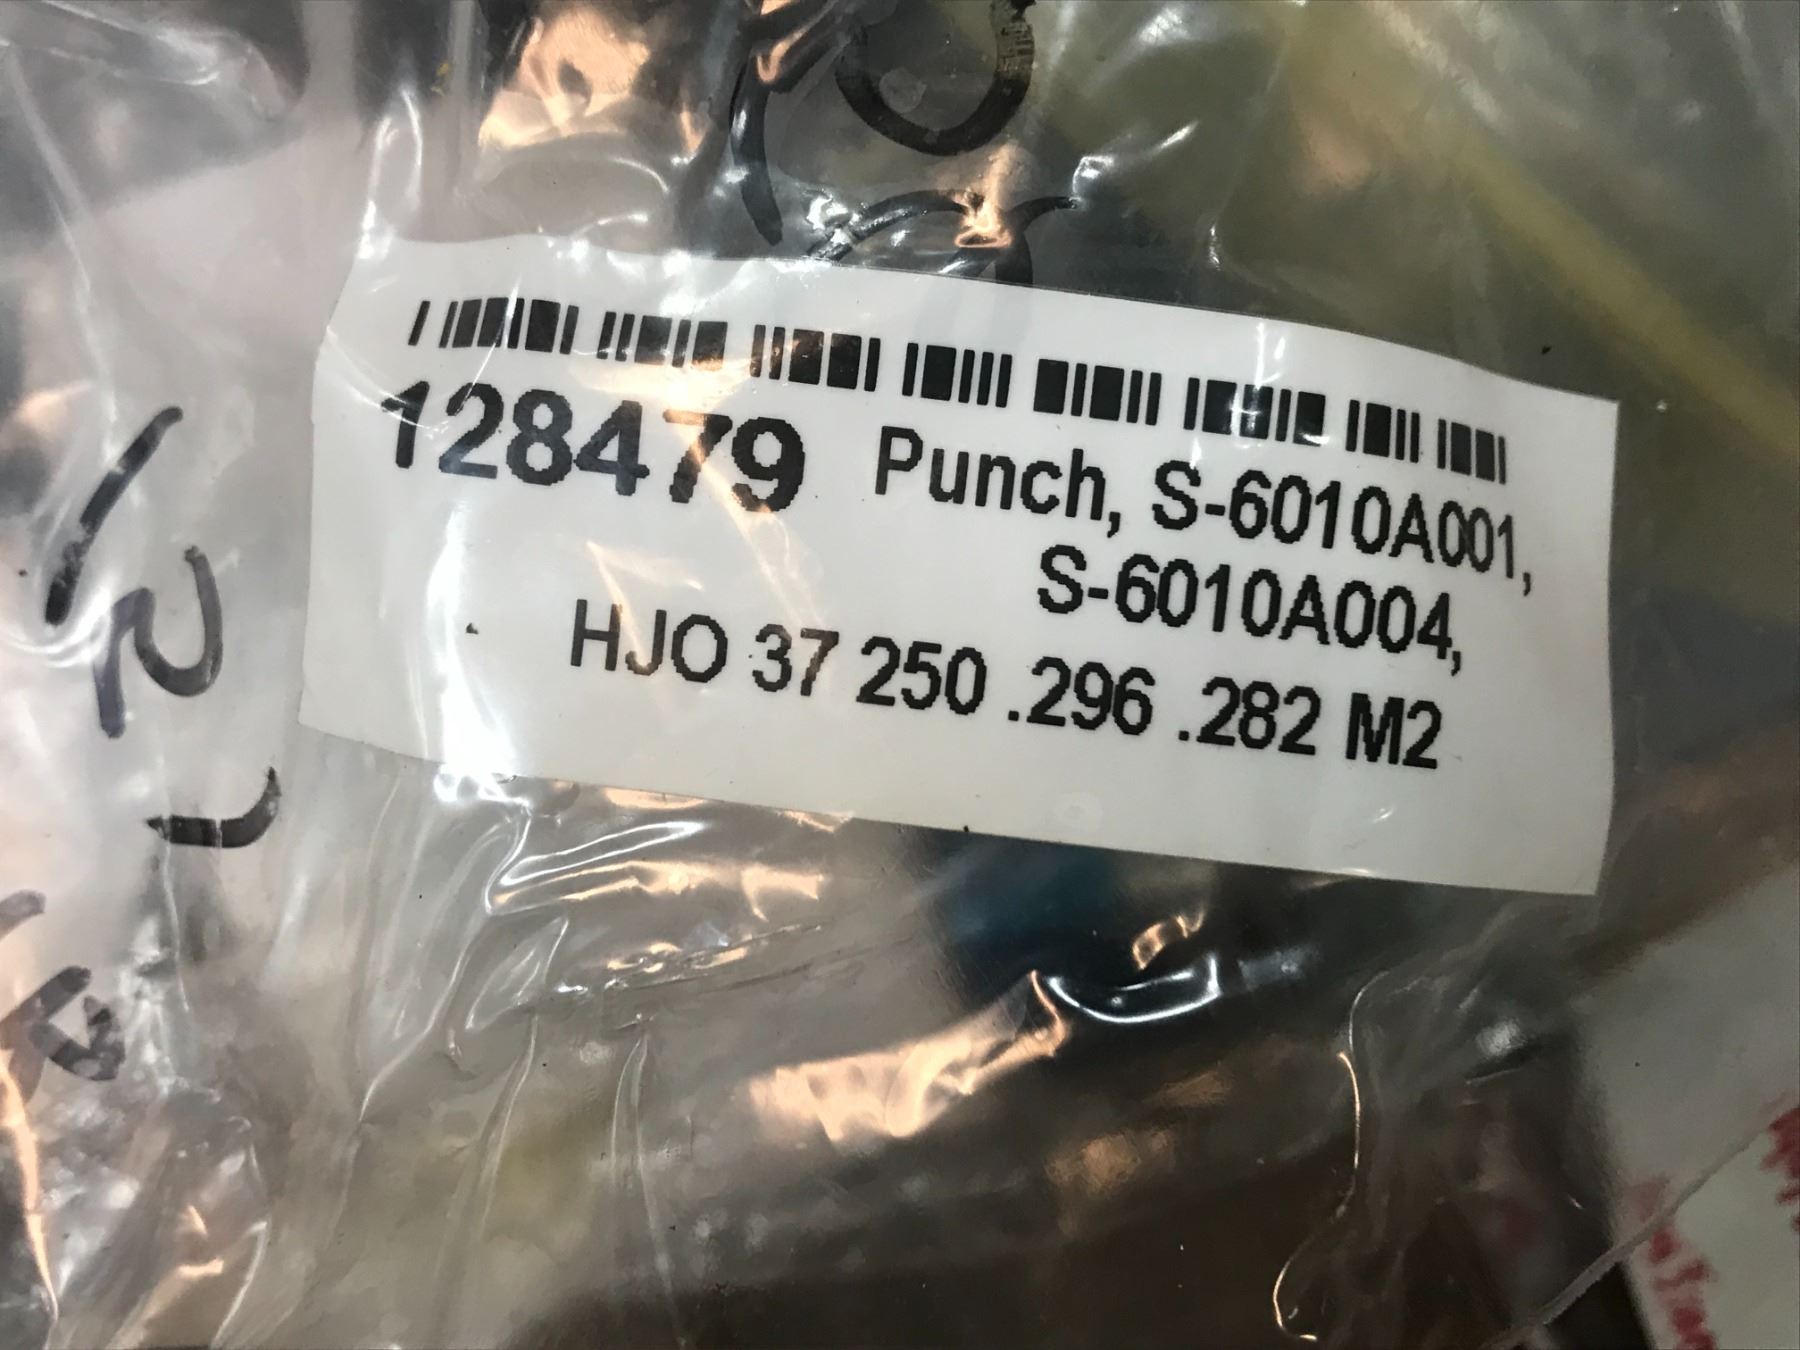 128479 Punch, S-6010A001,
S-6010A004,
HJO 37 250 .296 .282 M2